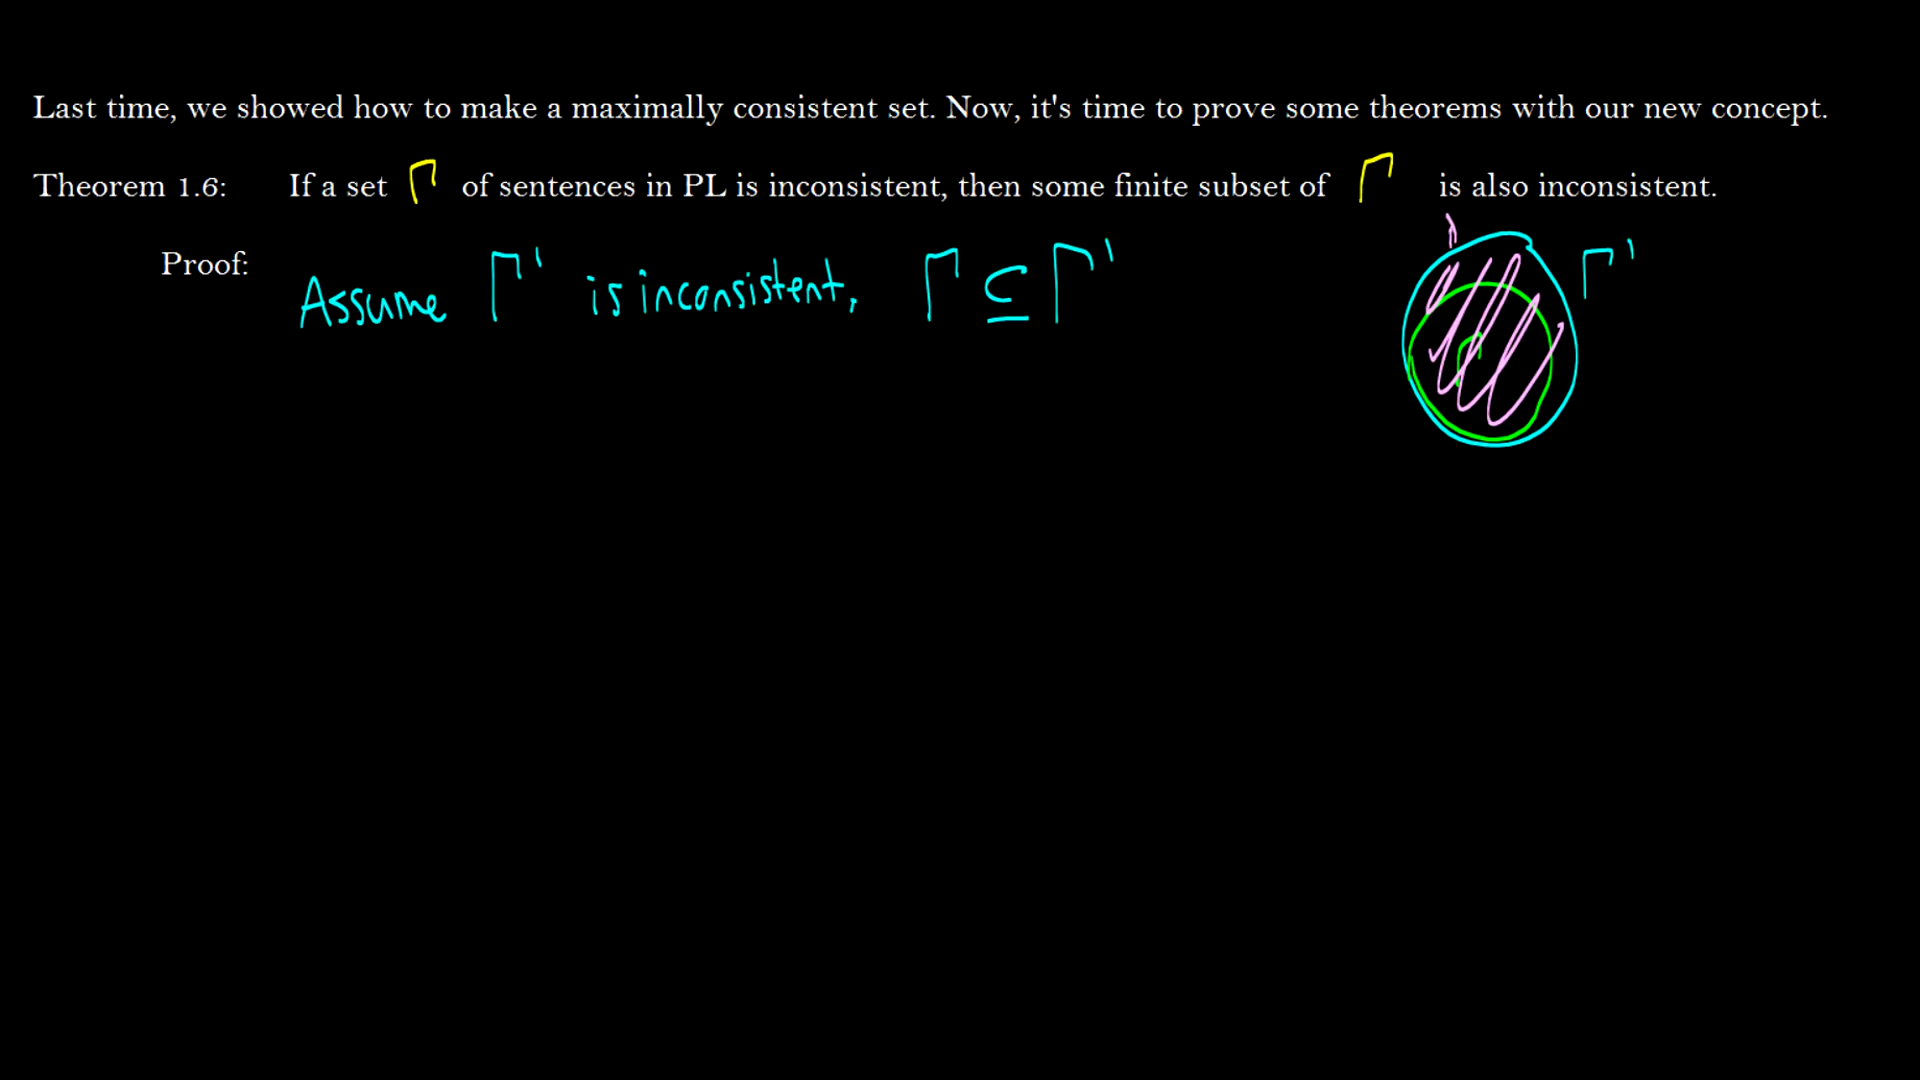 Last time, we showed how to make a maximally consistent set. Now, it's time to prove some theorems with our new concept.
Theorem 1.6: If a set Γ of sentences in PL is inconsistent, then some finite subset of Γ is also inconsistent.
Proof: Assume Γ' is inconsistent, Γ ⊆ Γ'
Γ'
Γ